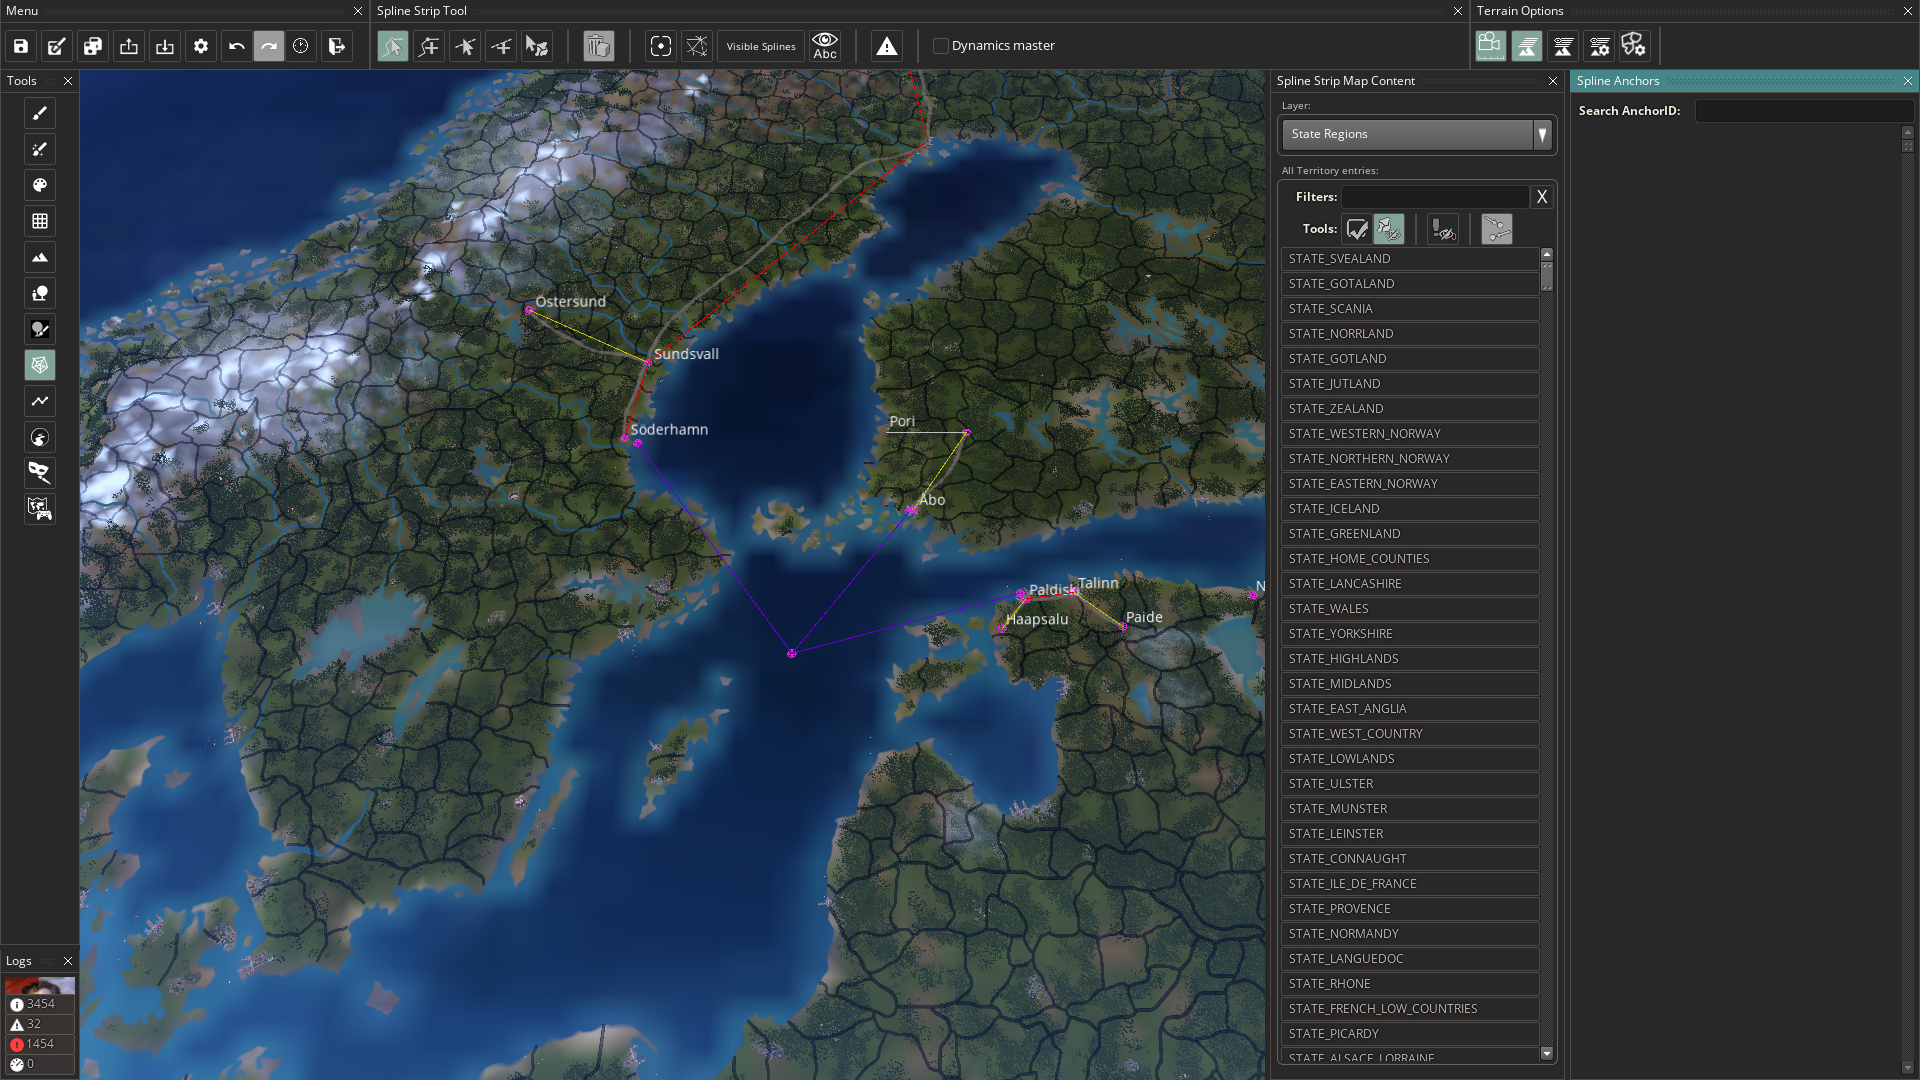 Menu
Spline Strip Tool
Terrain Options
Visible Splines
Abc
Dynamics master
Tools
Spline Strip Map Content
Spline Anchors
Layer:
State Regions
Search AnchorID:
All Territory entries:
Filters:
X
Tools:
STATE_SVEALAND
STATE_GOTALAND
STATE_SCANIA
STATE_NORRLAND
STATE_GOTLAND
STATE_JUTLAND
STATE_ZEALAND
STATE_WESTERN_NORWAY
STATE_NORTHERN_NORWAY
STATE_EASTERN_NORWAY
STATE_ICELAND
STATE_GREENLAND
STATE_HOME_COUNTIES
STATE_LANCASHIRE
STATE_WALES
STATE_YORKSHIRE
STATE_HIGHLANDS
STATE_MIDLANDS
STATE_EAST_ANGLIA
STATE_WEST_COUNTRY
STATE_LOWLANDS
STATE_ULSTER
STATE_MUNSTER
STATE_LEINSTER
STATE_CONNAUGHT
STATE_ILE_DE_FRANCE
STATE_PROVENCE
STATE_NORMANDY
STATE_LANGUEDOC
STATE_RHONE
STATE_FRENCH_LOW_COUNTRIES
STATE_PICARDY
STATE_ALSACE_LORRAINE
Östersund
Sundsvall
Söderhamn
Pori
Åbo
Paldiski
Talinn
Haapsalu
Paide
N
Logs
3454
32
1454
0